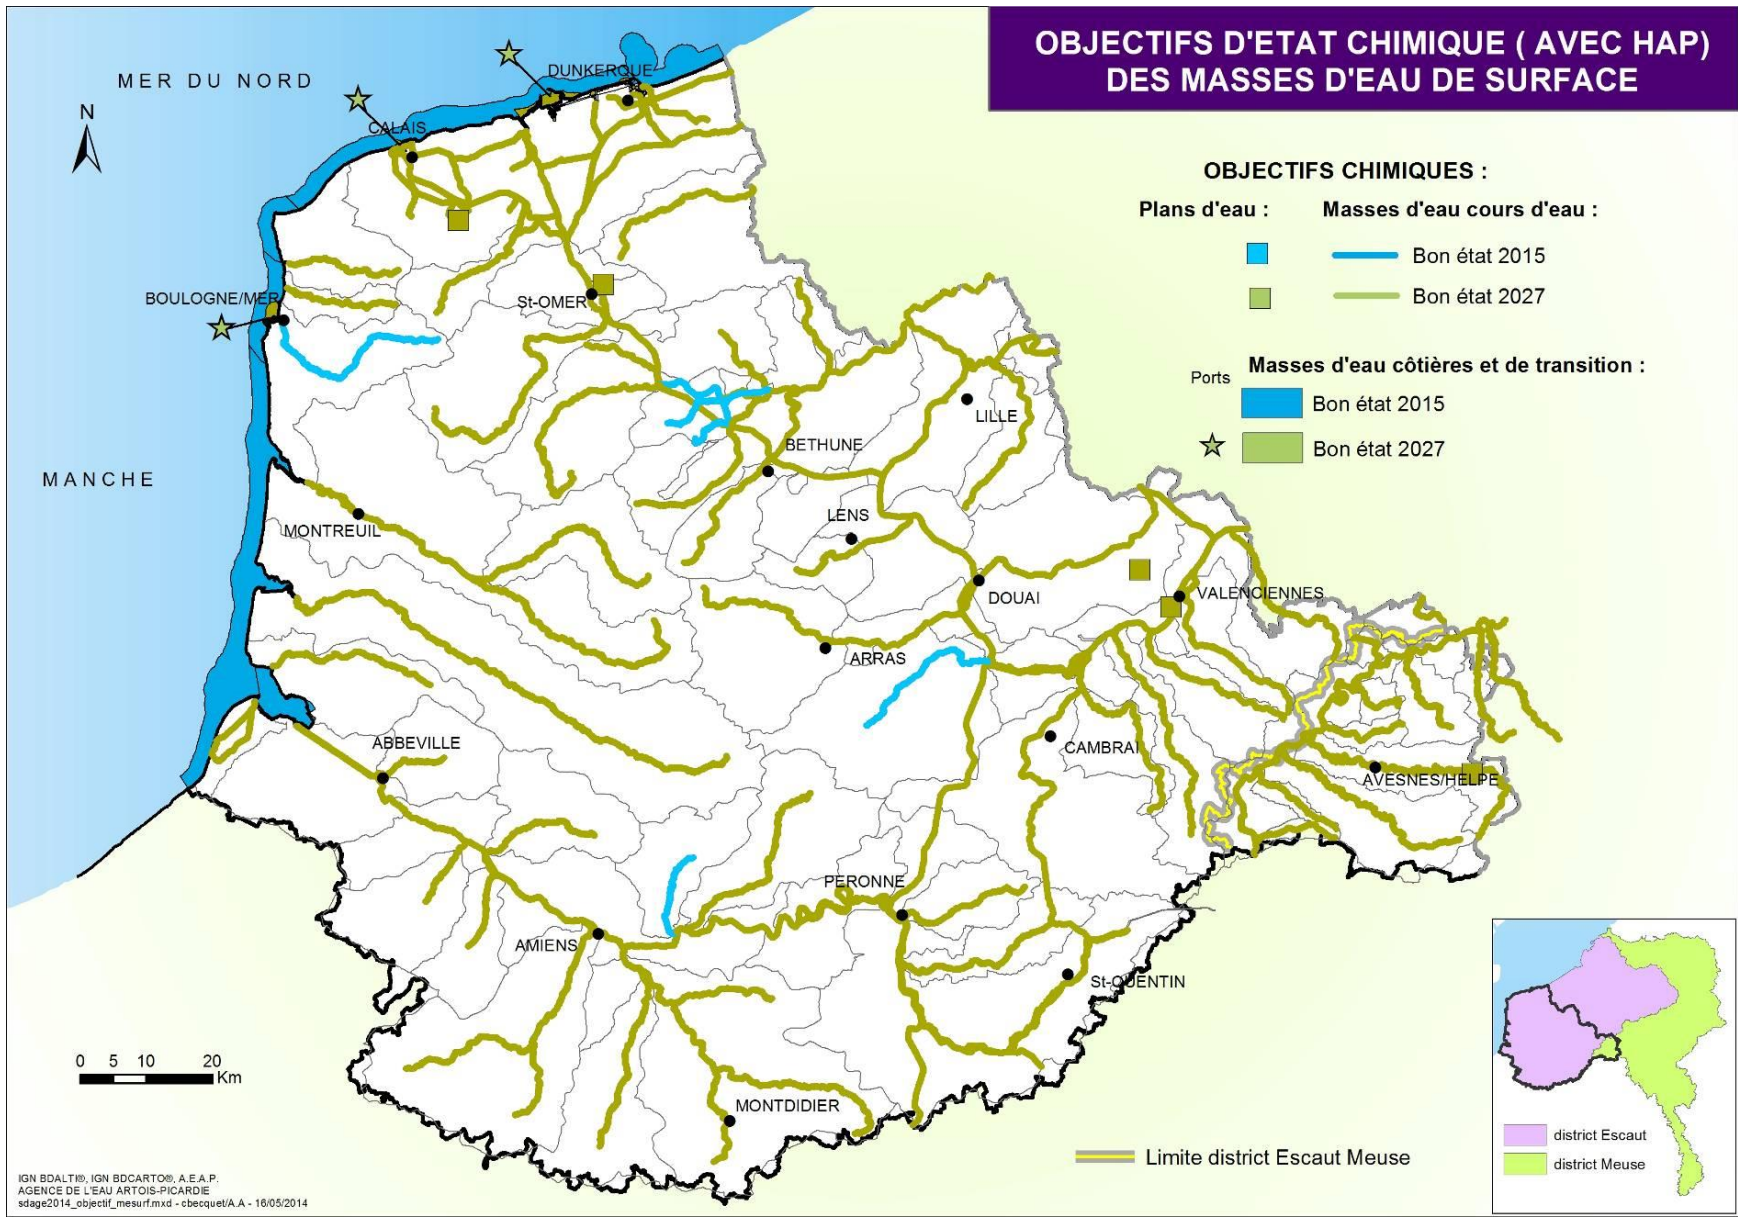 OBJECTIFS D'ETAT CHIMIQUE ( AVEC HAP)
DES MASSES D'EAU DE SURFACE
MER DU NORD
N
DUNKERQUE
CALAIS
BOULOGNE/MER
St-OMER
MANCHE
LILLE
BETHUNE
LENS
MONTREUIL
DOUAI
VALENCIENNES
ARRAS
CAMBRAI
ABBEVILLE
AVESNES/HELPE
PERONNE
AMIENS
St-QUENTIN
MONTDIDIER
OBJECTIFS CHIMIQUES :
Plans d'eau :
Masses d'eau cours d'eau :
Bon état 2015
Bon état 2027
Masses d'eau côtières et de transition :
Ports
Bon état 2015
Bon état 2027
0 5 10 20
Km
Limite district Escaut Meuse
district Escaut
district Meuse
IGN BDALTI®, IGN BDCARTO®, A.E.A.P.
AGENCE DE L'EAU ARTOIS-PICARDIE
sdage2014_objectif_mesurf.mxd - cbecquet/A.A - 16/05/2014